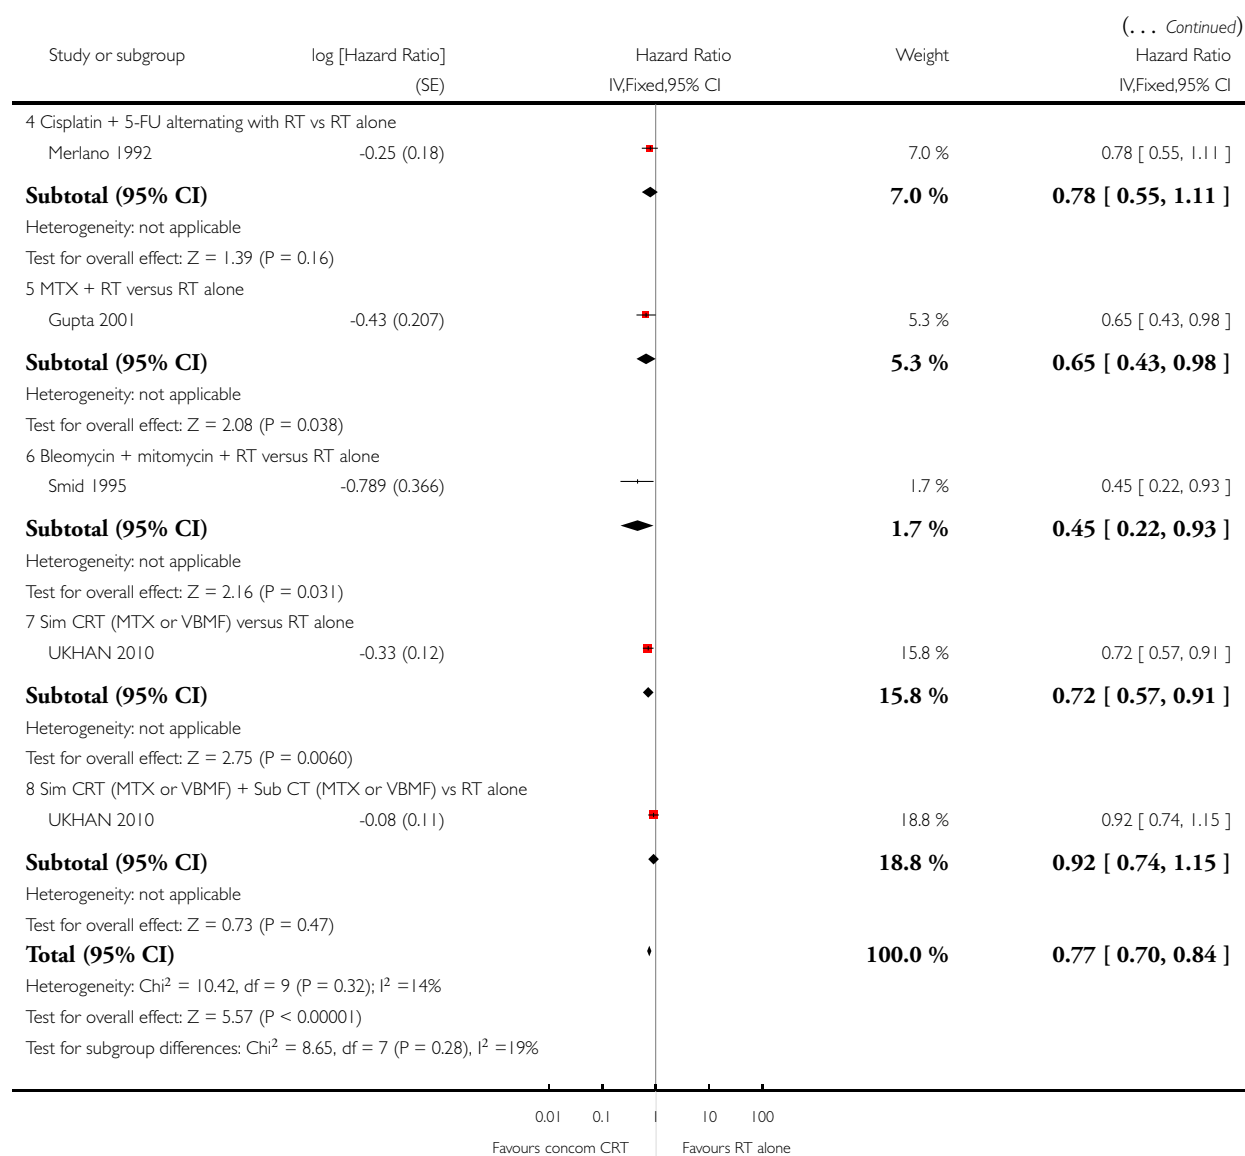 (... Continued)
Study or subgroup log [Hazard Ratio] Hazard Ratio Weight Hazard Ratio
(SE) IV,Fixed,95% CI IV,Fixed,95% CI
4 Cisplatin + 5-FU alternating with RT vs RT alone
Merlano 1992 -0.25 (0.18) 7.0 % 0.78 [ 0.55, 1.11 ]
Subtotal (95% CI) 7.0 % 0.78 [ 0.55, 1.11 ]
Heterogeneity: not applicable
Test for overall effect: Z = 1.39 (P = 0.16)
5 MTX + RT versus RT alone
Gupta 2001 -0.43 (0.207) 5.3 % 0.65 [ 0.43, 0.98 ]
Subtotal (95% CI) 5.3 % 0.65 [ 0.43, 0.98 ]
Heterogeneity: not applicable
Test for overall effect: Z = 2.08 (P = 0.038)
6 Bleomycin + mitomycin + RT versus RT alone
Smid 1995 -0.789 (0.366) 1.7 % 0.45 [ 0.22, 0.93 ]
Subtotal (95% CI) 1.7 % 0.45 [ 0.22, 0.93 ]
Heterogeneity: not applicable
Test for overall effect: Z = 2.16 (P = 0.031)
7 Sim CRT (MTX or VBMF) versus RT alone
UKHAN 2010 -0.33 (0.12) 15.8 % 0.72 [ 0.57, 0.91 ]
Subtotal (95% CI) 15.8 % 0.72 [ 0.57, 0.91 ]
Heterogeneity: not applicable
Test for overall effect: Z = 2.75 (P = 0.0060)
8 Sim CRT (MTX or VBMF) + Sub CT (MTX or VBMF) vs RT alone
UKHAN 2010 -0.08 (0.11) 18.8 % 0.92 [ 0.74, 1.15 ]
Subtotal (95% CI) 18.8 % 0.92 [ 0.74, 1.15 ]
Heterogeneity: not applicable
Test for overall effect: Z = 0.73 (P = 0.47)
Total (95% CI) 100.0 % 0.77 [ 0.70, 0.84 ]
Heterogeneity: Chi² = 10.42, df = 9 (P = 0.32); I² =14%
Test for overall effect: Z = 5.57 (P < 0.00001)
Test for subgroup differences: Chi² = 8.65, df = 7 (P = 0.28), I² =19%
0.01 0.1 1 10 100
Favours concom CRT Favours RT alone